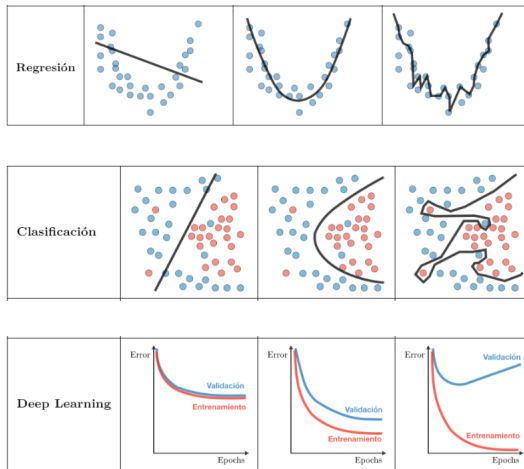 Regresión
Clasificación
Deep Learning
Error
Validación
Entrenamiento
Epochs
Error
Validación
Entrenamiento
Epochs
Error
Validación
Entrenamiento
Epochs